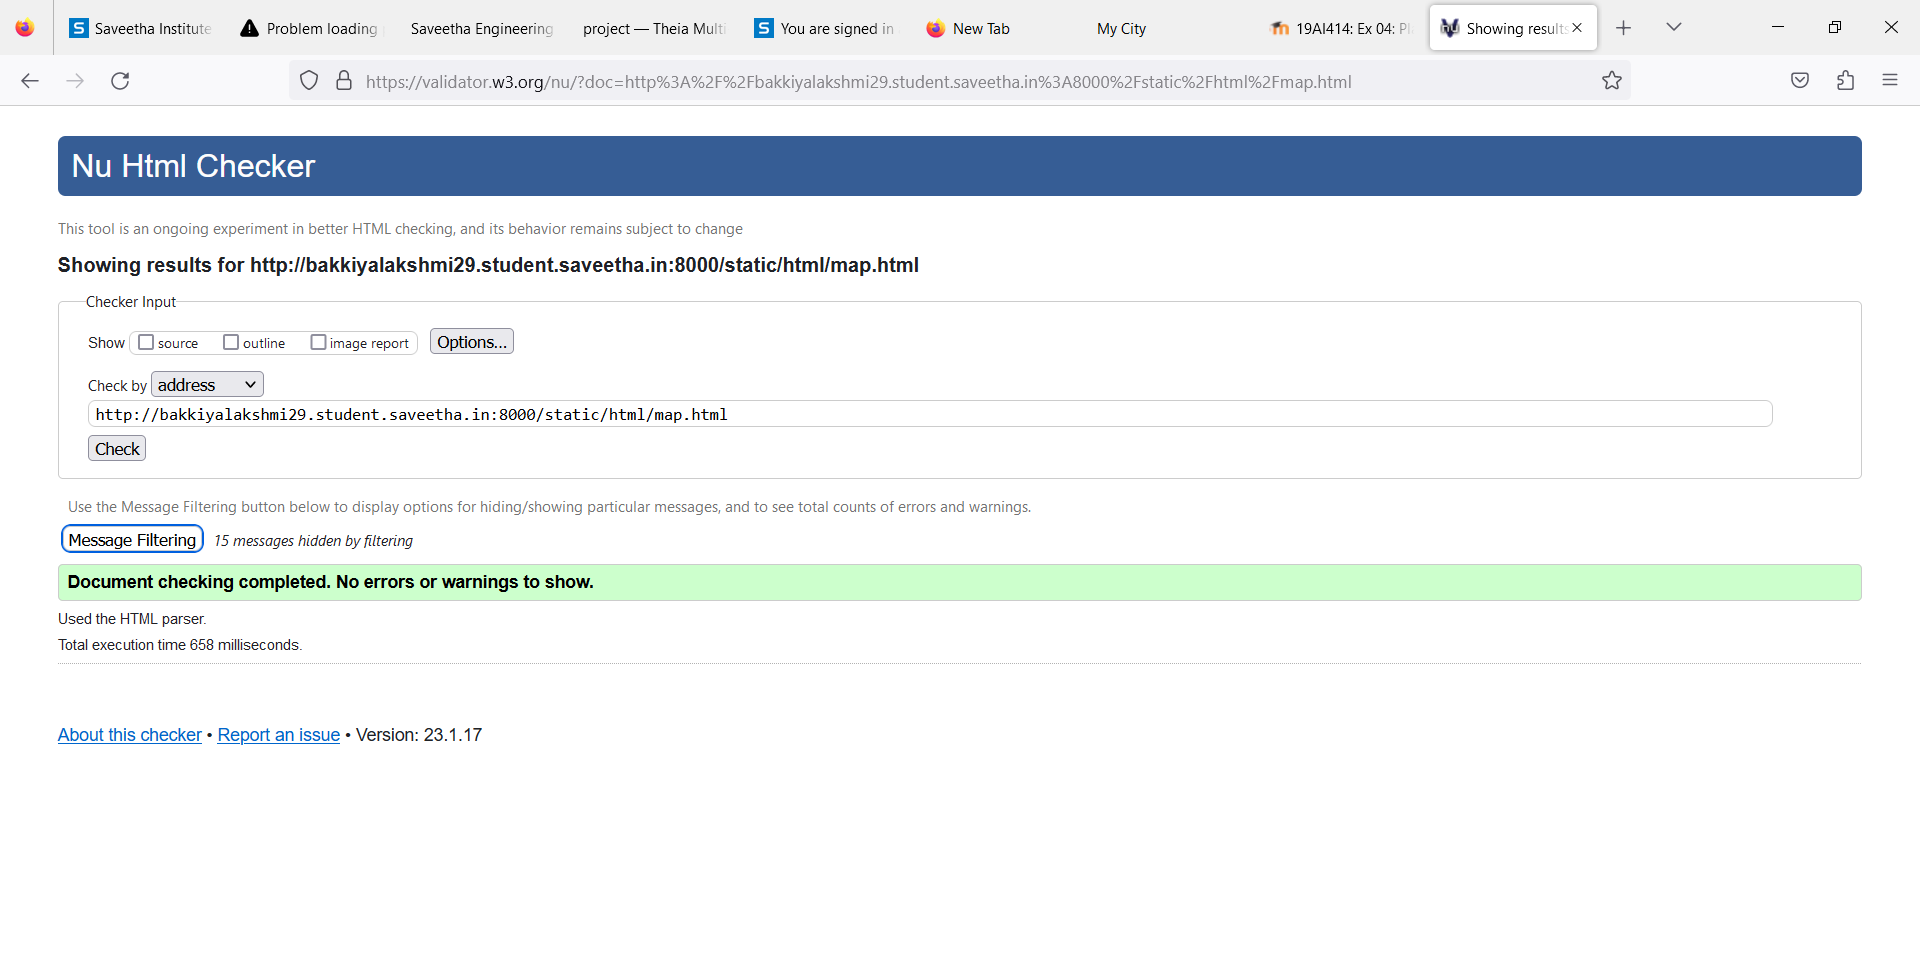 Saveetha Institute
Problem loading
Saveetha Engineering
project — Theia Multi
You are signed in
New Tab
My City
19AI414: Ex 04: Pl
Showing results
https://validator.w3.org/nu/?doc=http%3A%2F%2Fbakkiyalakshmi29.student.saveetha.in%3A8000%2Fstatic%2Fhtml%2Fmap.html
Nu Html Checker
This tool is an ongoing experiment in better HTML checking, and its behavior remains subject to change
Showing results for http://bakkiyalakshmi29.student.saveetha.in:8000/static/html/map.html
Checker Input
Show source outline image report Options...
Check by address
http://bakkiyalakshmi29.student.saveetha.in:8000/static/html/map.html
Check
Use the Message Filtering button below to display options for hiding/showing particular messages, and to see total counts of errors and warnings.
Message Filtering 15 messages hidden by filtering
Document checking completed. No errors or warnings to show.
Used the HTML parser.
Total execution time 658 milliseconds.
About this checker • Report an issue • Version: 23.1.17